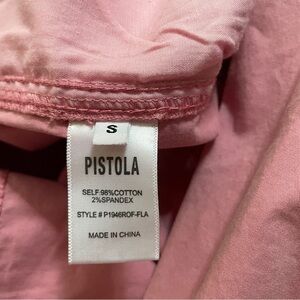 S
PISTOLA
SELF:98%COTTON
2%SPANDEX
STYLE # P1946ROF-FLA
MADE IN CHINA